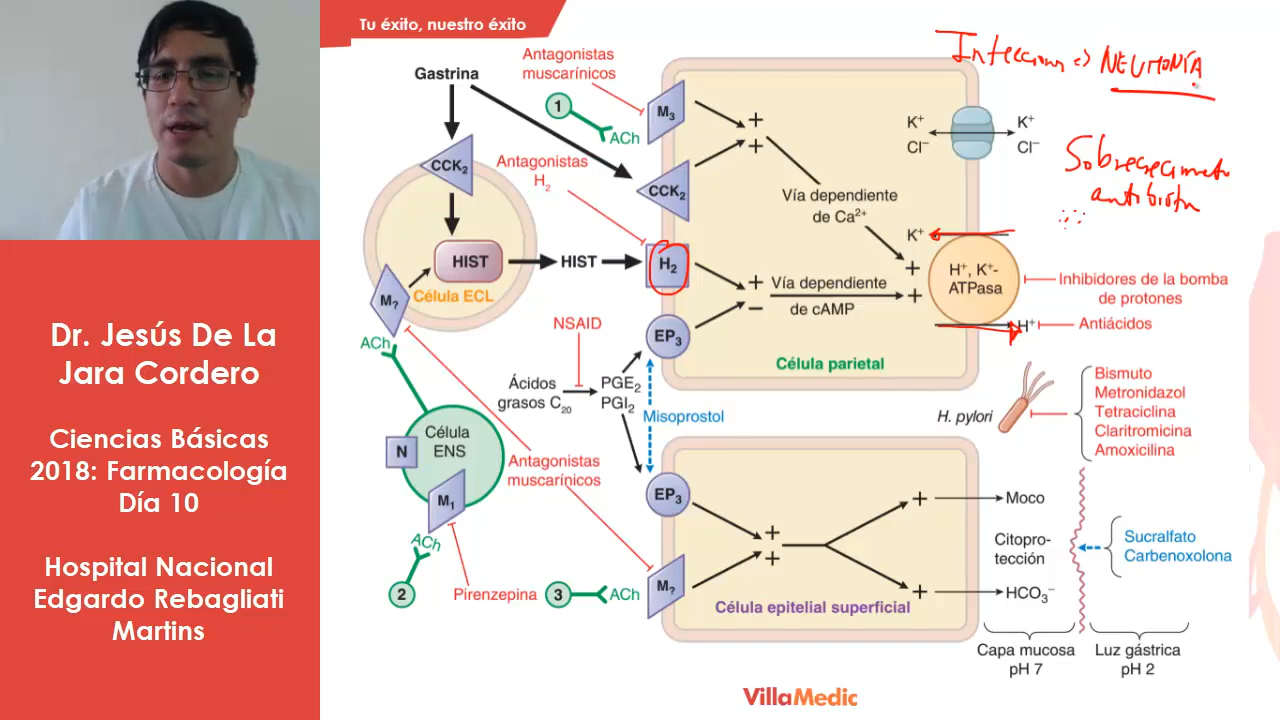 Tu éxito, nuestro éxito
Dr. Jesús De La
Jara Cordero
Ciencias Básicas
2018: Farmacología
Día 10
Hospital Nacional
Edgardo Rebagliati
Martins
Gastrina
Antagonistas
muscarínicos
1
ACh
M3
CCK2
Antagonistas
H2
CCK2
HIST
HIST
H2
Célula ECL
M?
ACh
NSAID
EP3
Ácidos
grasos C20
PGE2
PGI2
Misoprostol
Vía dependiente
de Ca2+
Vía dependiente
de cAMP
+
+
+
−
+
+
Célula parietal
K+
Cl−
K+
Cl−
K+
H+, K+-
ATPasa
H+
Inhibidores de la bomba
de protones
Antiácidos
NEUMONÍA
H. pylori
Bismuto
Metronidazol
Tetraciclina
Claritromicina
Amoxicilina
Célula
ENS
N
M1
ACh
2
Pirenzepina
Antagonistas
muscarínicos
3
ACh
EP3
M?
+
+
+
+
Célula epitelial superficial
Moco
Citopro-
tección
HCO3−
Sucralfato
Carbenoxolona
Capa mucosa
pH 7
Luz gástrica
pH 2
VillaMedic